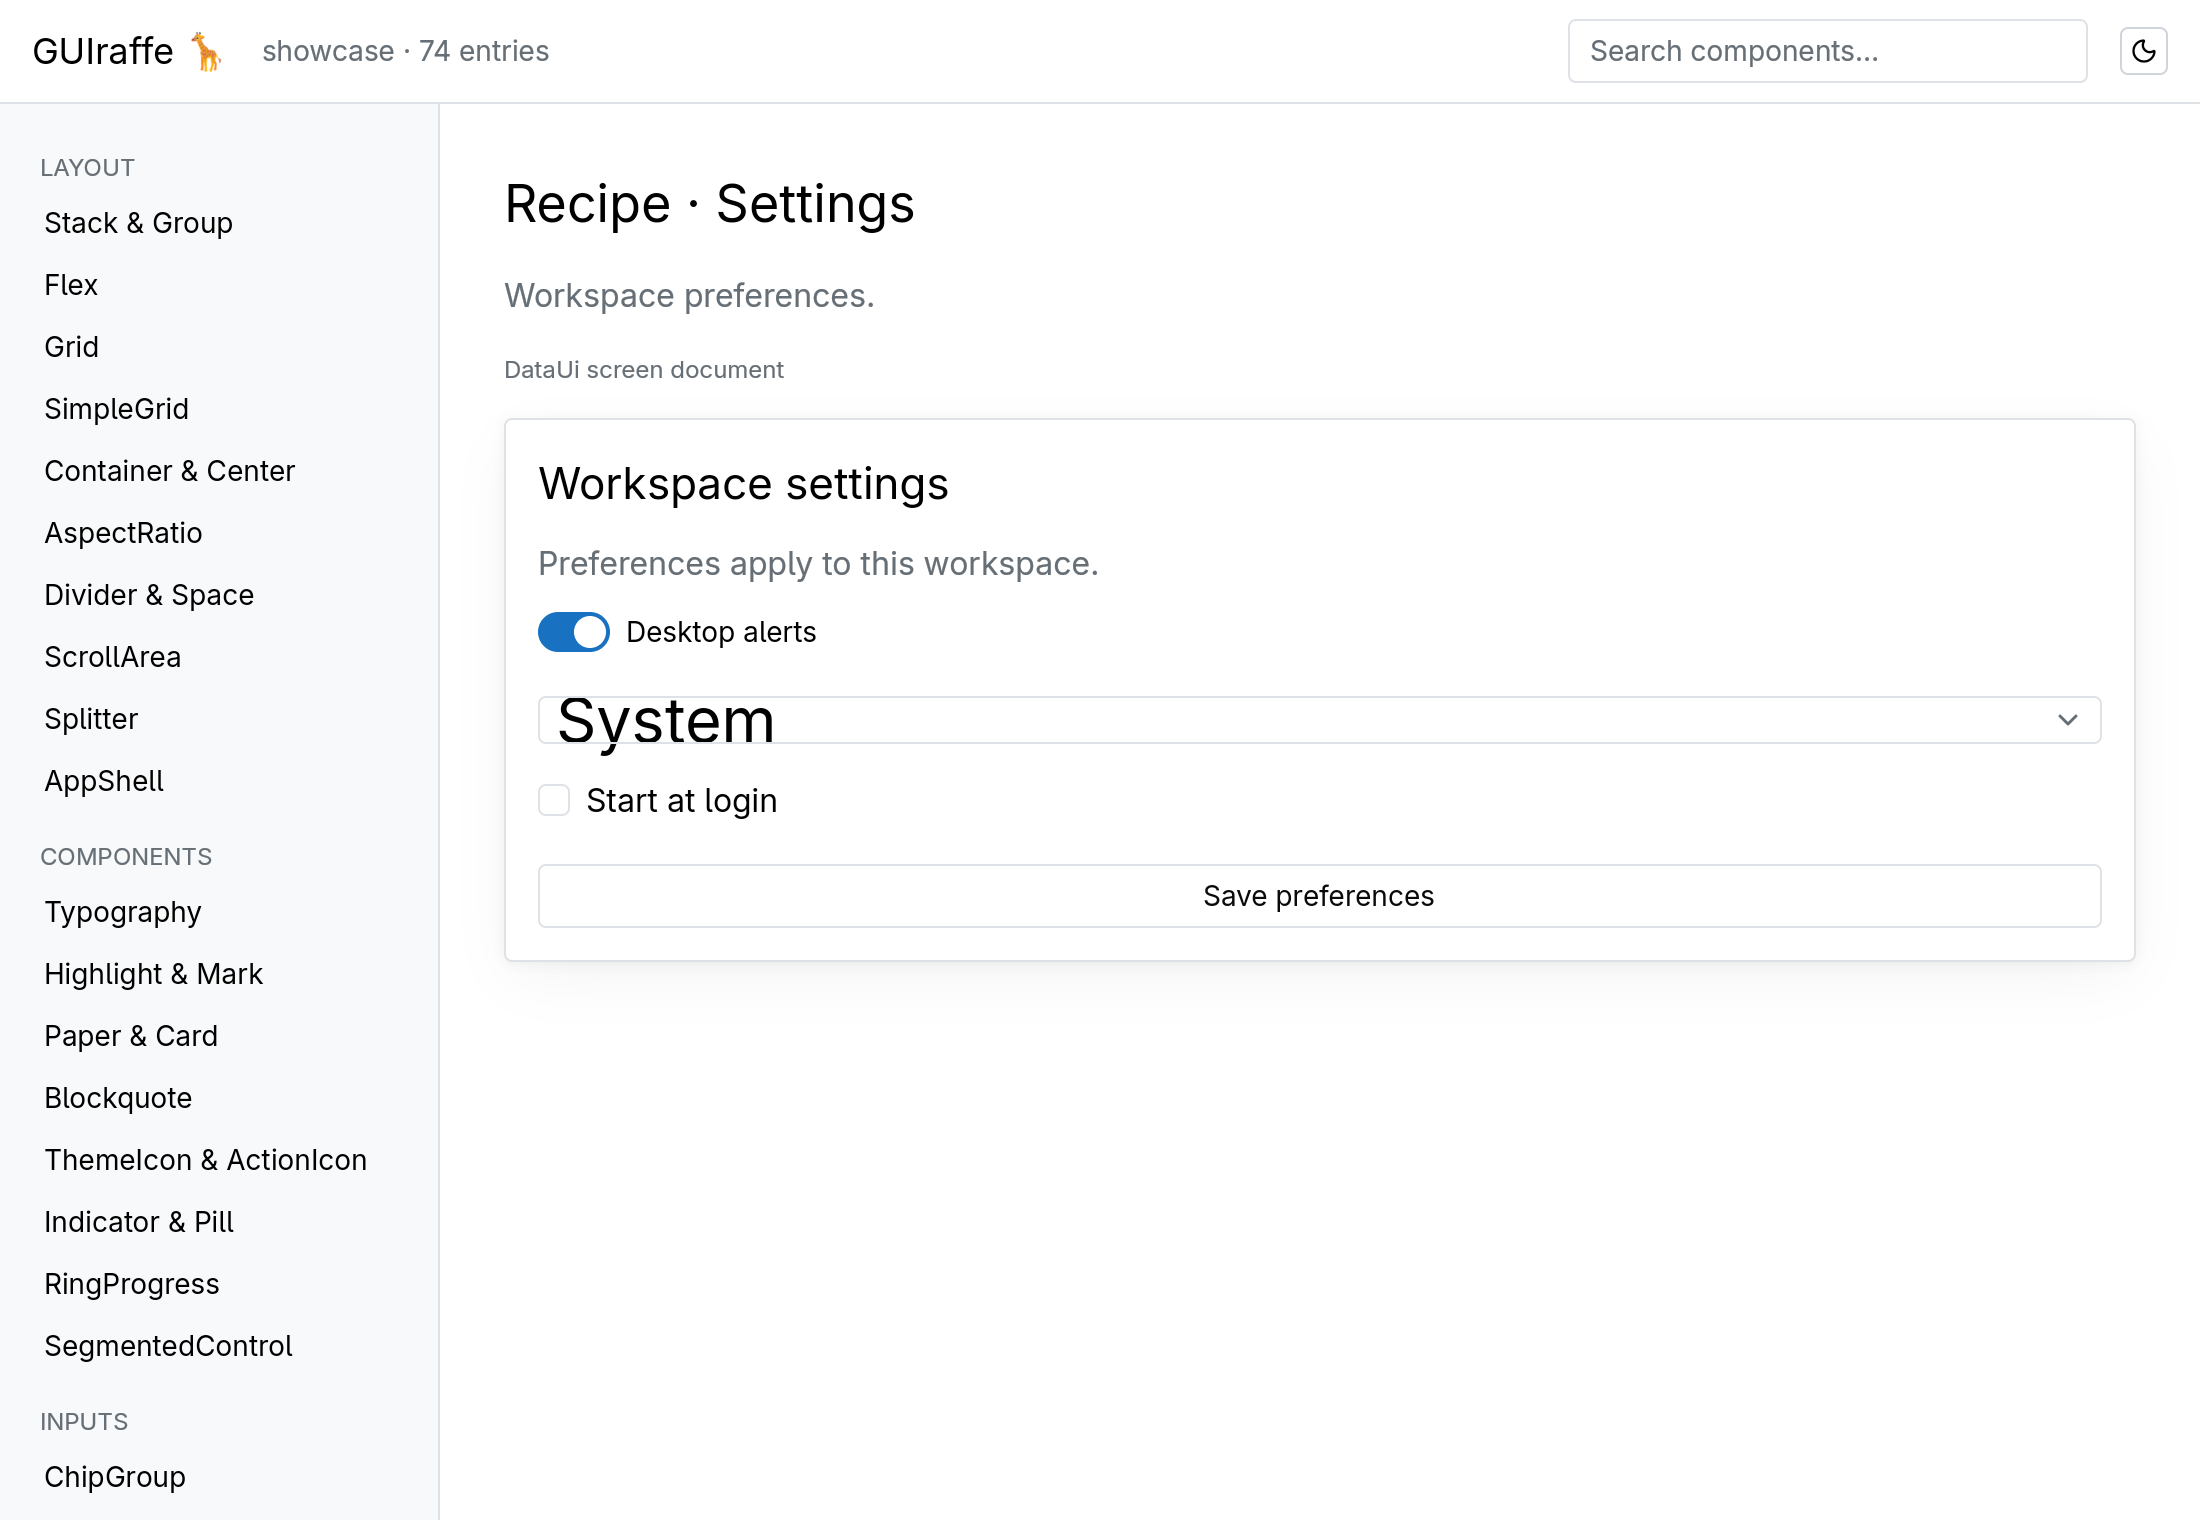 GUIraffe 🦒 showcase · 74 entries
Search components...
LAYOUT
Stack & Group
Flex
Grid
SimpleGrid
Container & Center
AspectRatio
Divider & Space
ScrollArea
Splitter
AppShell
COMPONENTS
Typography
Highlight & Mark
Paper & Card
Blockquote
ThemeIcon & ActionIcon
Indicator & Pill
RingProgress
SegmentedControl
INPUTS
ChipGroup
Recipe · Settings
Workspace preferences.
DataUi screen document
Workspace settings
Preferences apply to this workspace.
Desktop alerts
System
Start at login
Save preferences